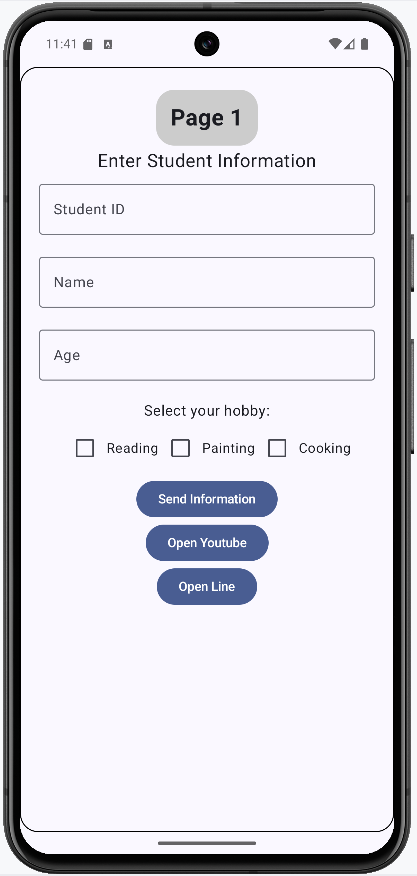 11:41
Page 1
Enter Student Information
Student ID
Name
Age
Select your hobby:
Reading Painting Cooking
Send Information
Open Youtube
Open Line